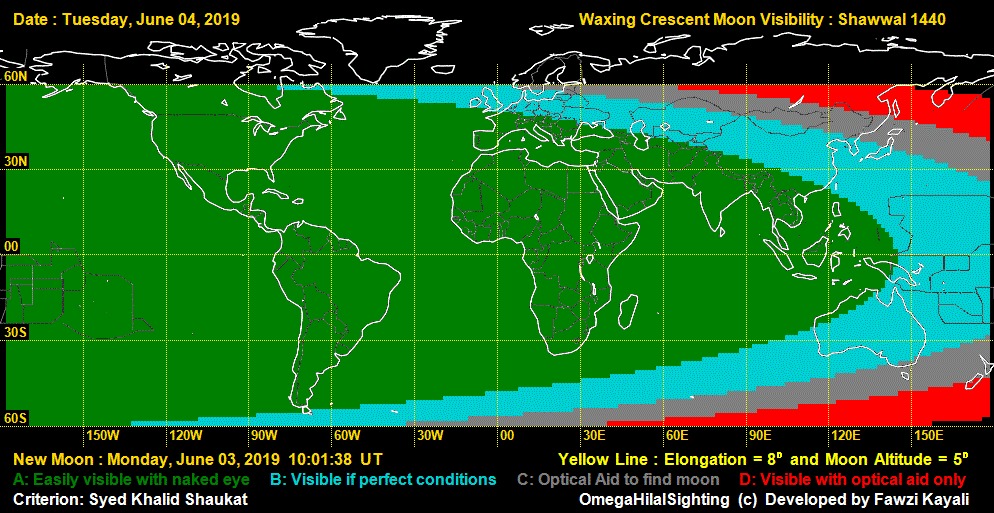 Date : Tuesday, June 04, 2019 Waxing Crescent Moon Visibility : Shawwal 1440
60N
30N
00
30S
60S
150W 120W 90W 60W 30W 00 30E 60E 90E 120E 150E
New Moon : Monday, June 03, 2019 10:01:38 UT Yellow Line : Elongation = 8° and Moon Altitude = 5°
A: Easily visible with naked eye B: Visible if perfect conditions C: Optical Aid to find moon D: Visible with optical aid only
Criterion: Syed Khalid Shaukat OmegaHilalSighting (c) Developed by Fawzi Kayali